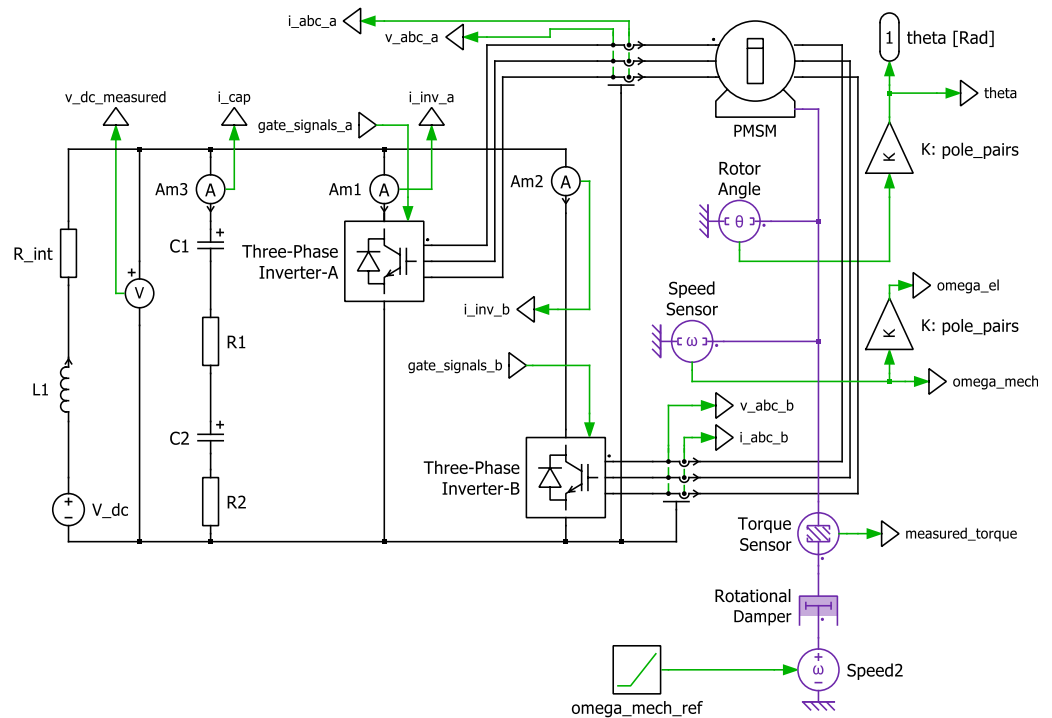 i_abc_a
v_abc_a
1
theta [Rad]
theta
PMSM
K
K: pole_pairs
v_dc_measured
i_cap
i_inv_a
gate_signals_a
Am3
A
Am1
A
Am2
A
Rotor
Angle
θ
R_int
+
C1
Three-Phase
Inverter-A
+
V
Speed
Sensor
ω
i_inv_b
omega_el
K
K: pole_pairs
R1
gate_signals_b
omega_mech
L1
+
C2
v_abc_b
i_abc_b
Three-Phase
Inverter-B
R2
+
−
V_dc
Torque
Sensor
measured_torque
Rotational
Damper
+
ω
−
Speed2
omega_mech_ref